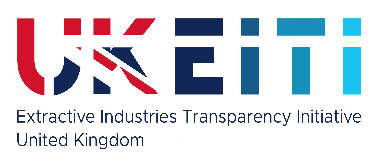 UKEITI
Extractive Industries Transparency Initiative
United Kingdom